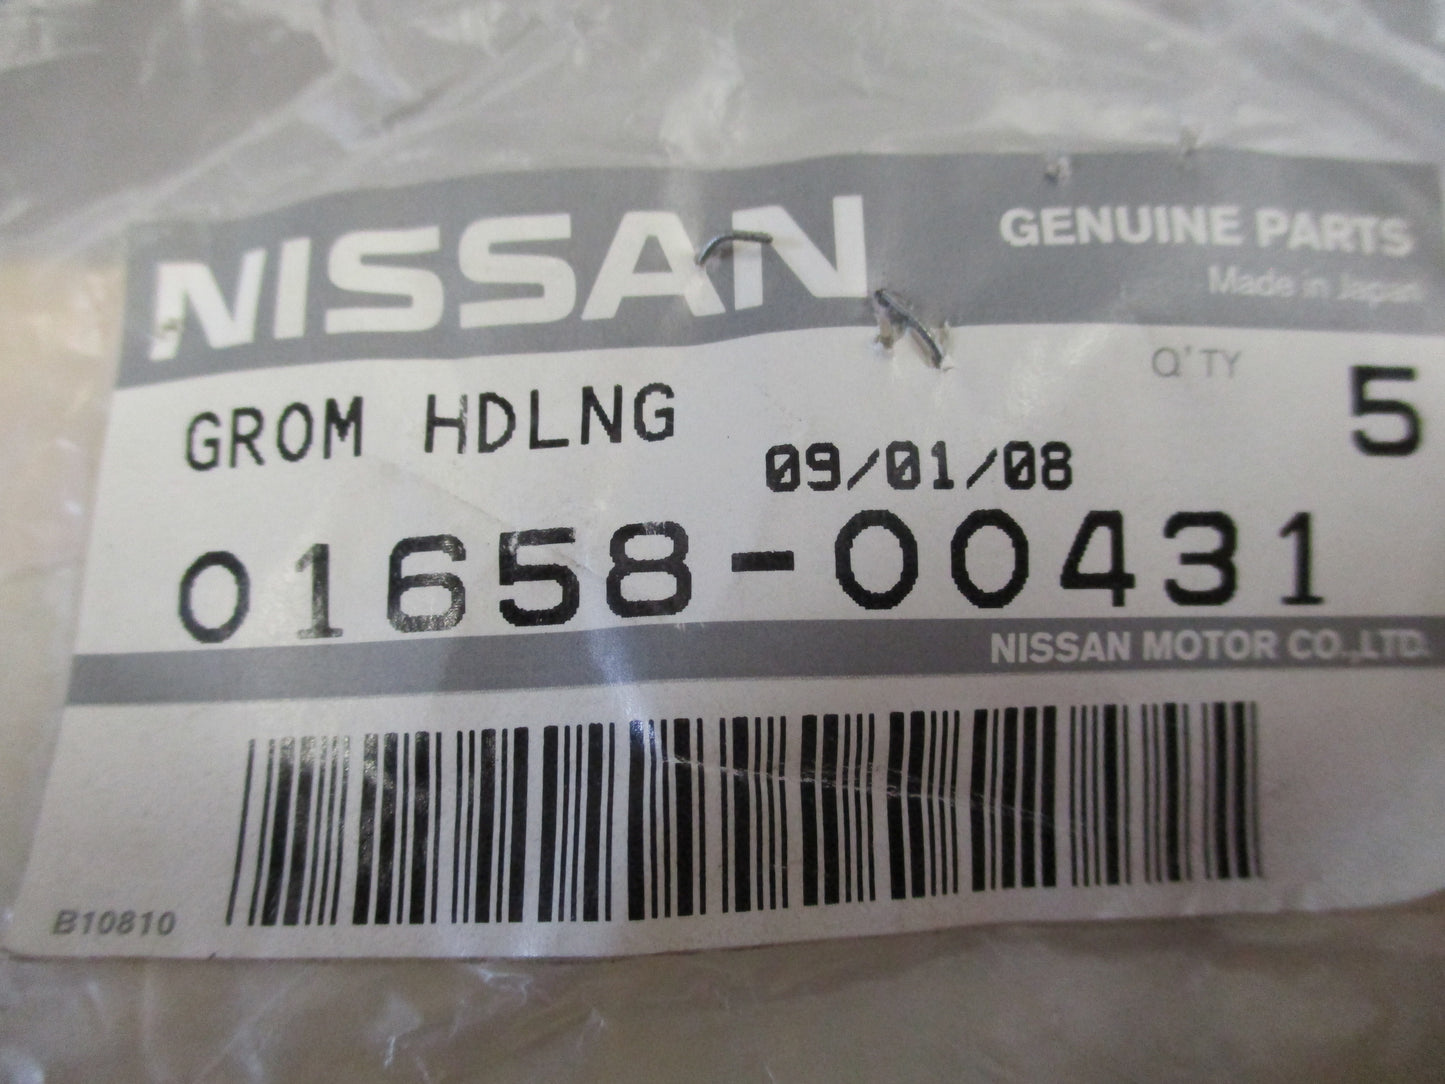 NISSAN
GENUINE PARTS
Made in Japan
Q'TY 5
GROM HDLNG
09/01/08
01658-00431
NISSAN MOTOR CO.,LTD.
B10810